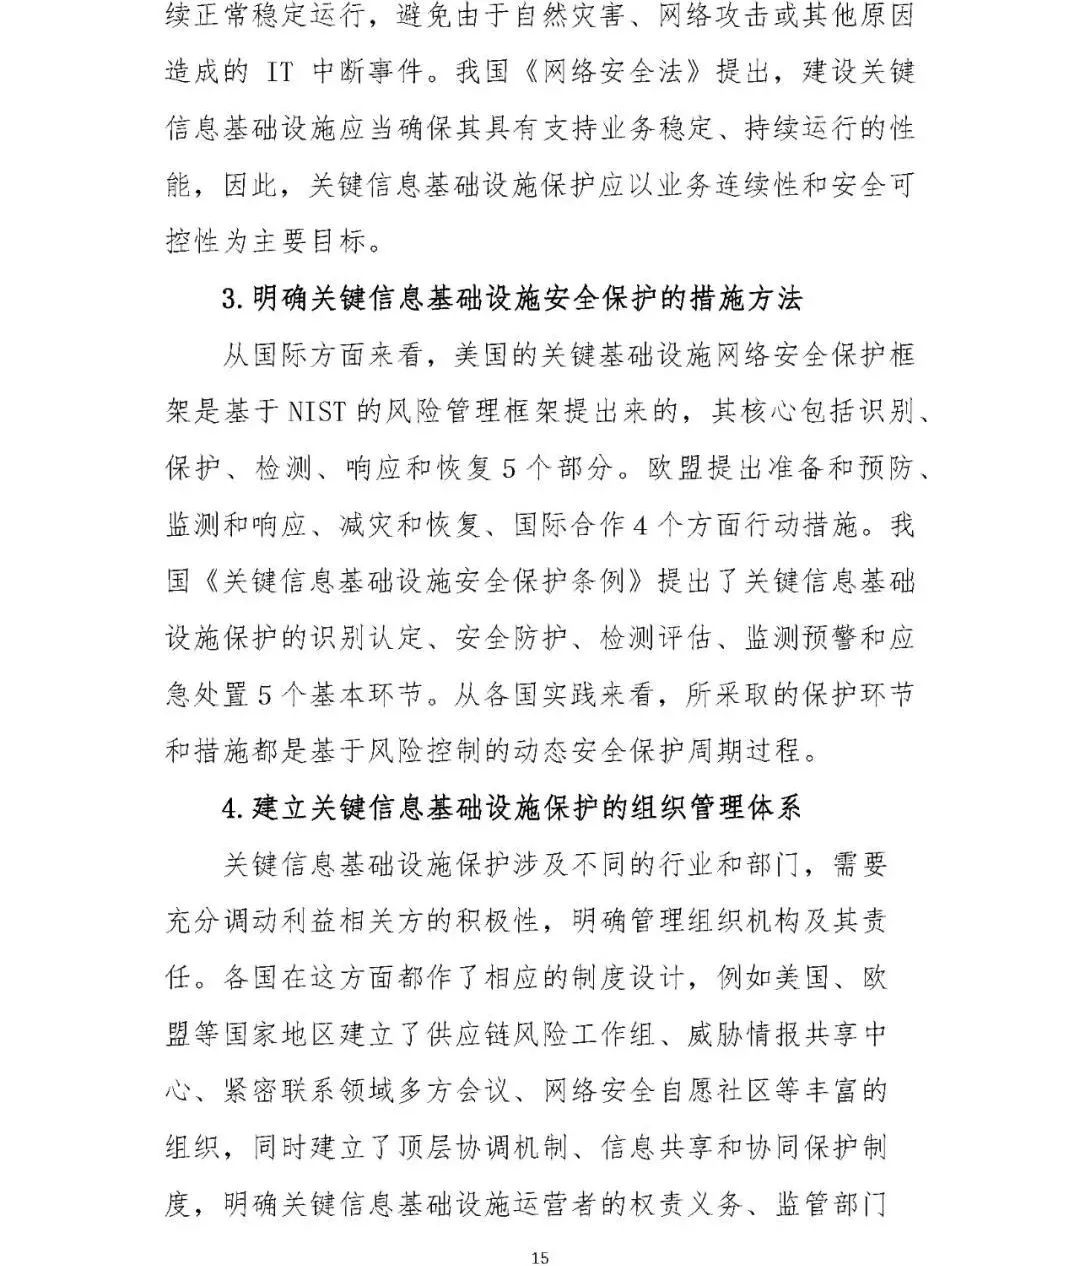 续正常稳定运行，避免由于自然灾害、网络攻击或其他原因
造成的 IT 中断事件。我国《网络安全法》提出，建设关键
信息基础设施应当确保其具有支持业务稳定、持续运行的性
能，因此，关键信息基础设施保护应以业务连续性和安全可
控性为主要目标。
3.明确关键信息基础设施安全保护的措施方法
从国际方面来看，美国的关键基础设施网络安全保护框
架是基于 NIST 的风险管理框架提出来的，其核心包括识别、
保护、检测、响应和恢复 5 个部分。欧盟提出准备和预防、
监测和响应、减灾和恢复、国际合作 4 个方面行动措施。我
国《关键信息基础设施安全保护条例》提出了关键信息基础
设施保护的识别认定、安全防护、检测评估、监测预警和应
急处置 5 个基本环节。从各国实践来看，所采取的保护环节
和措施都是基于风险控制的动态安全保护周期过程。
4.建立关键信息基础设施保护的组织管理体系
关键信息基础设施保护涉及不同的行业和部门，需要
充分调动利益相关方的积极性，明确管理组织机构及其责
任。各国在这方面都作了相应的制度设计，例如美国、欧
盟等国家地区建立了供应链风险工作组、威胁情报共享中
心、紧密联系领域多方会议、网络安全自愿社区等丰富的
组织，同时建立了顶层协调机制、信息共享和协同保护制
度，明确关键信息基础设施运营者的权责义务、监管部门
15